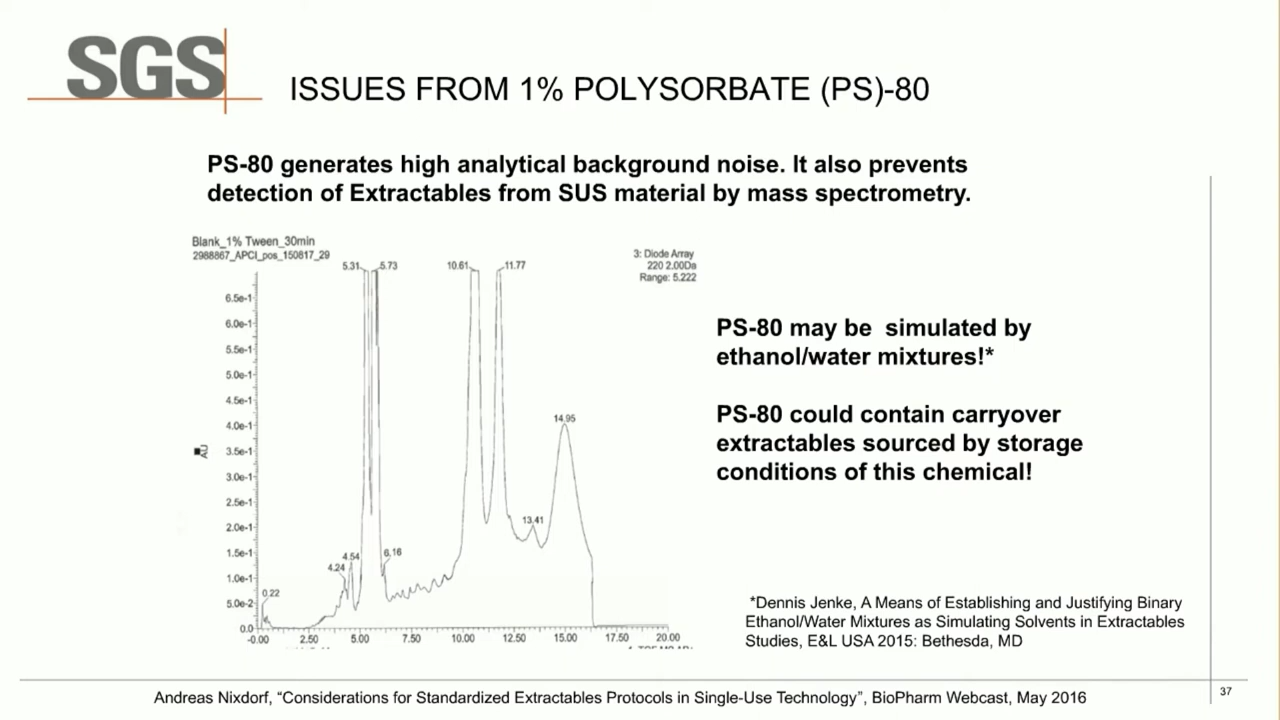 SGS
ISSUES FROM 1% POLYSORBATE (PS)-80
PS-80 generates high analytical background noise. It also prevents
detection of Extractables from SUS material by mass spectrometry.
Blank_1% Tween_30min
2988867_APCI_pos_150817_29
3: Diode Array
220 2.00Da
Range: 5.222
5.31
5.73
10.61
11.77
14.95
13.41
4.54
6.16
4.24
0.22
AU
6.5e-1
6.0e-1
5.5e-1
5.0e-1
4.5e-1
4.0e-1
3.5e-1
3.0e-1
2.5e-1
2.0e-1
1.5e-1
1.0e-1
5.0e-2
0.0
-0.00 2.50 5.00 7.50 10.00 12.50 15.00 17.50 20.00
PS-80 may be simulated by
ethanol/water mixtures!*
PS-80 could contain carryover
extractables sourced by storage
conditions of this chemical!
*Dennis Jenke, A Means of Establishing and Justifying Binary
Ethanol/Water Mixtures as Simulating Solvents in Extractables
Studies, E&L USA 2015: Bethesda, MD
Andreas Nixdorf, “Considerations for Standardized Extractables Protocols in Single-Use Technology”, BioPharm Webcast, May 2016
37